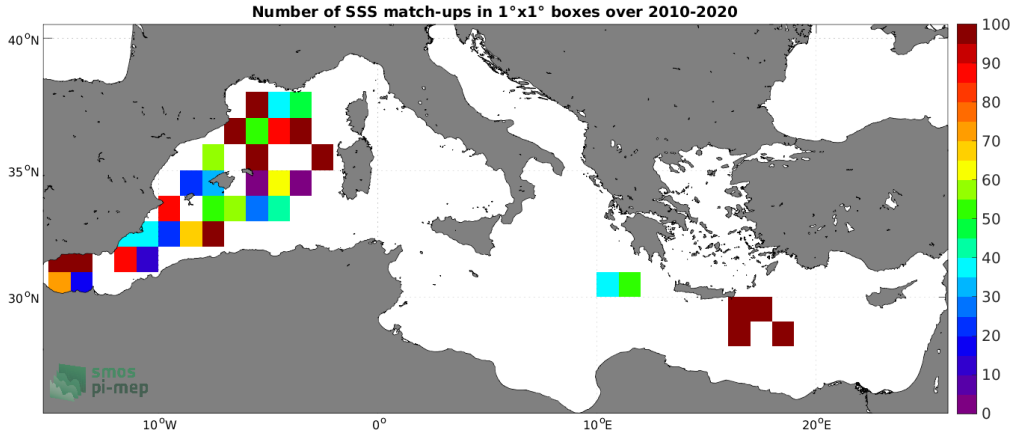 Number of SSS match-ups in 1°x1° boxes over 2010-2020
40°N
35°N
30°N
10°W
0°
10°E
20°E
100
90
80
70
60
50
40
30
20
10
0
smos
pi-mep